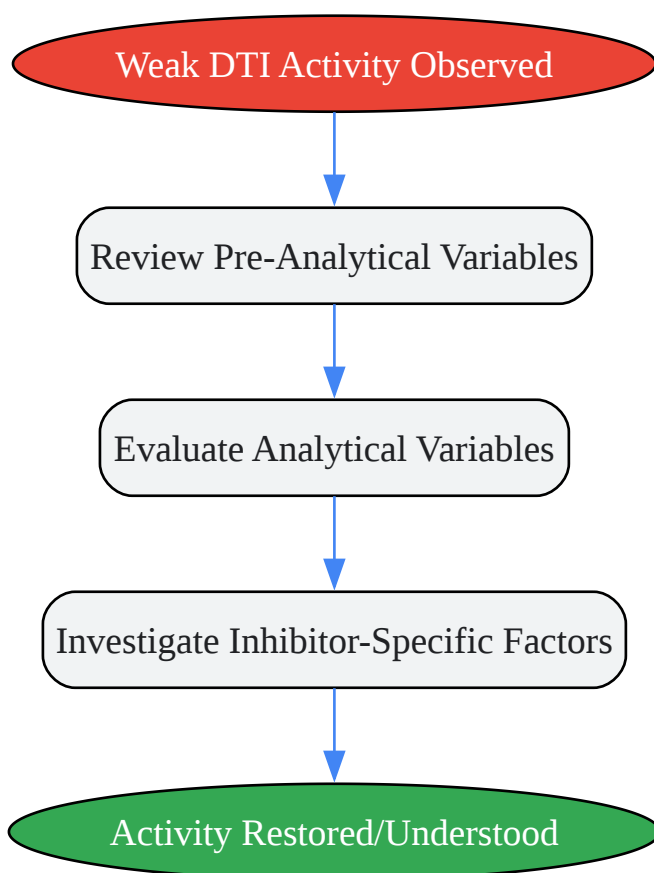 Weak DTI Activity Observed
Review Pre-Analytical Variables
Evaluate Analytical Variables
Investigate Inhibitor-Specific Factors
Activity Restored/Understood